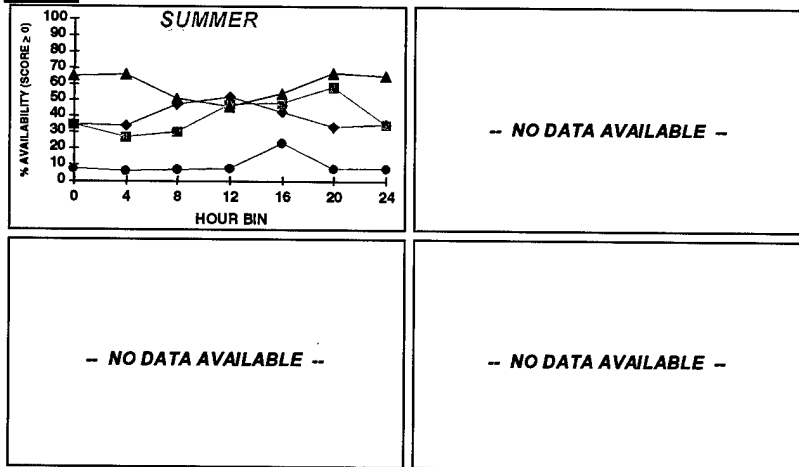 SUMMER
% AVAILABILITY (SCORE ≥ 0)
100
90
80
70
60
50
40
30
20
10
0
0 4 8 12 16 20 24
HOUR BIN
-- NO DATA AVAILABLE --
-- NO DATA AVAILABLE --
-- NO DATA AVAILABLE --